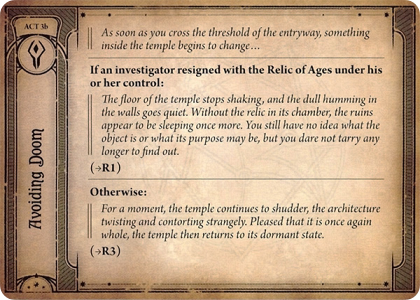 ACT 3b
Avoiding Doom
As soon as you cross the threshold of the entryway, something
inside the temple begins to change…
If an investigator resigned with the Relic of Ages under his
or her control:
The floor of the temple stops shaking, and the dull humming in
the walls goes quiet. Without the relic in its chamber, the ruins
appear to be sleeping once more. You still have no idea what the
object is or what its purpose may be, but you dare not tarry any
longer to find out.
(→R1)
Otherwise:
For a moment, the temple continues to shudder, the architecture
twisting and contorting strangely. Pleased that it is once again
whole, the temple then returns to its dormant state.
(→R3)